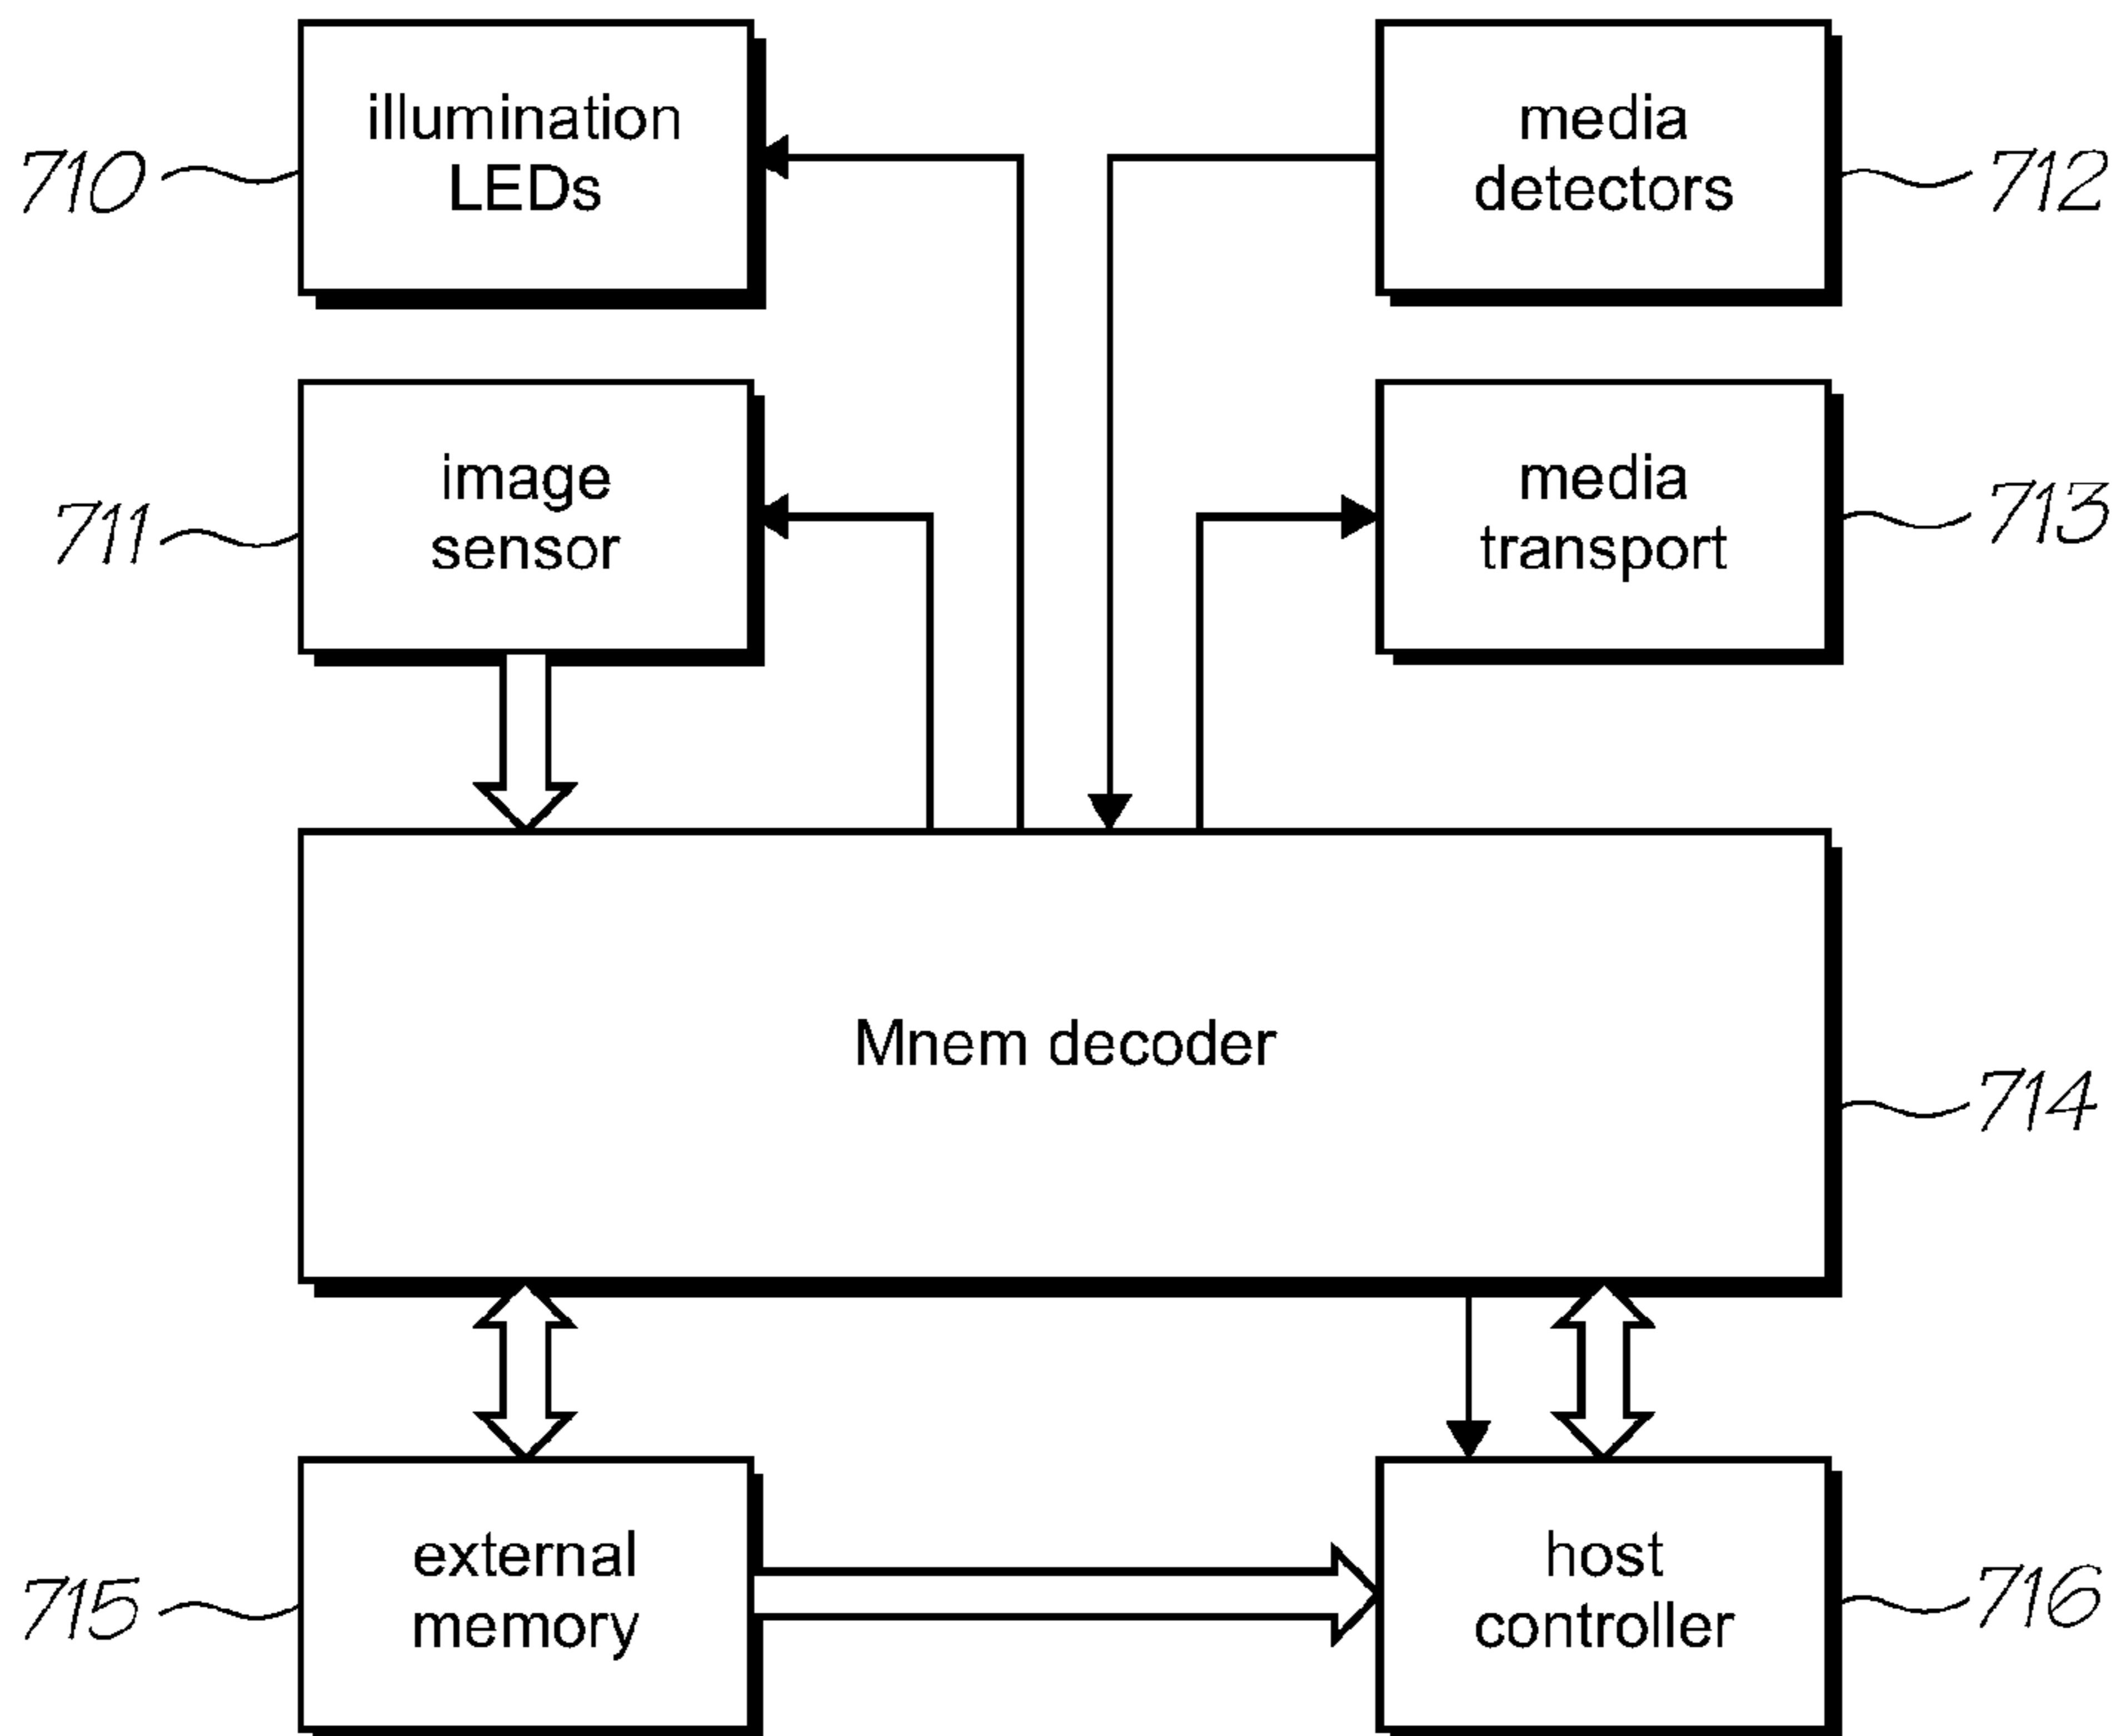 illumination
LEDs
710
media
detectors
712
image
sensor
711
media
transport
713
Mnem decoder
714
external
memory
715
host
controller
716